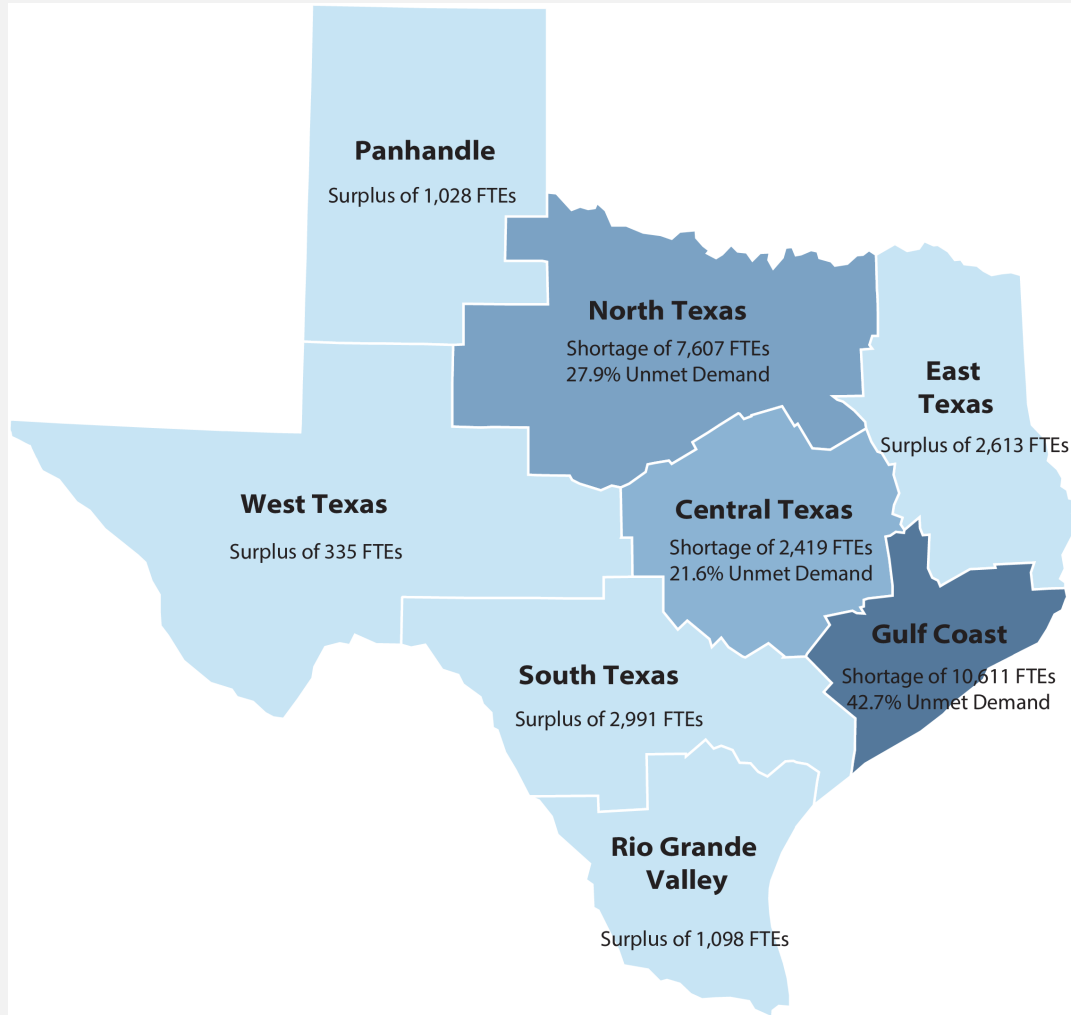 Panhandle
Surplus of 1,028 FTEs
North Texas
Shortage of 7,607 FTEs
27.9% Unmet Demand
East
Texas
Surplus of 2,613 FTEs
West Texas
Surplus of 335 FTEs
Central Texas
Shortage of 2,419 FTEs
21.6% Unmet Demand
Gulf Coast
Shortage of 10,611 FTEs
42.7% Unmet Demand
South Texas
Surplus of 2,991 FTEs
Rio Grande
Valley
Surplus of 1,098 FTEs